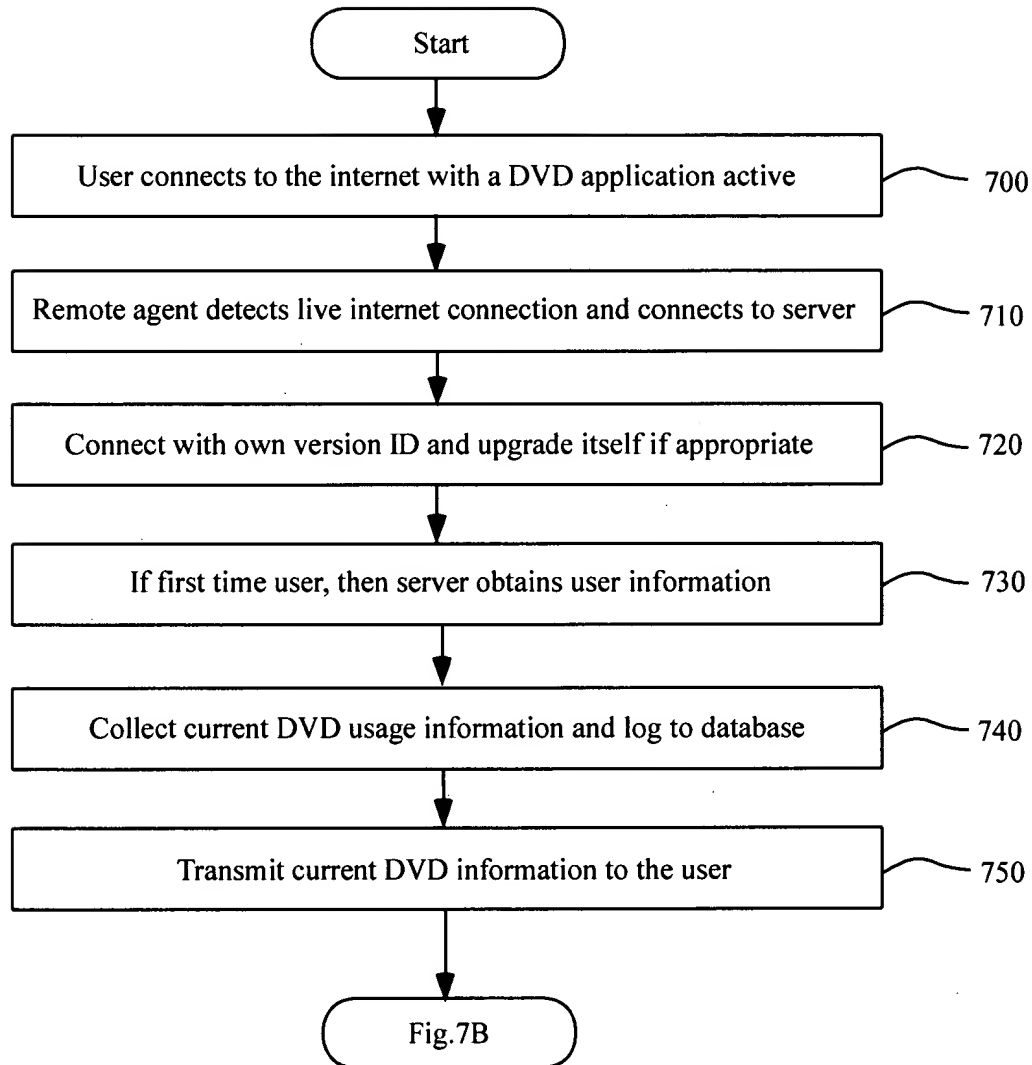 Start
User connects to the internet with a DVD application active
700
Remote agent detects live internet connection and connects to server
710
Connect with own version ID and upgrade itself if appropriate
720
If first time user, then server obtains user information
730
Collect current DVD usage information and log to database
740
Transmit current DVD information to the user
750
Fig.7B